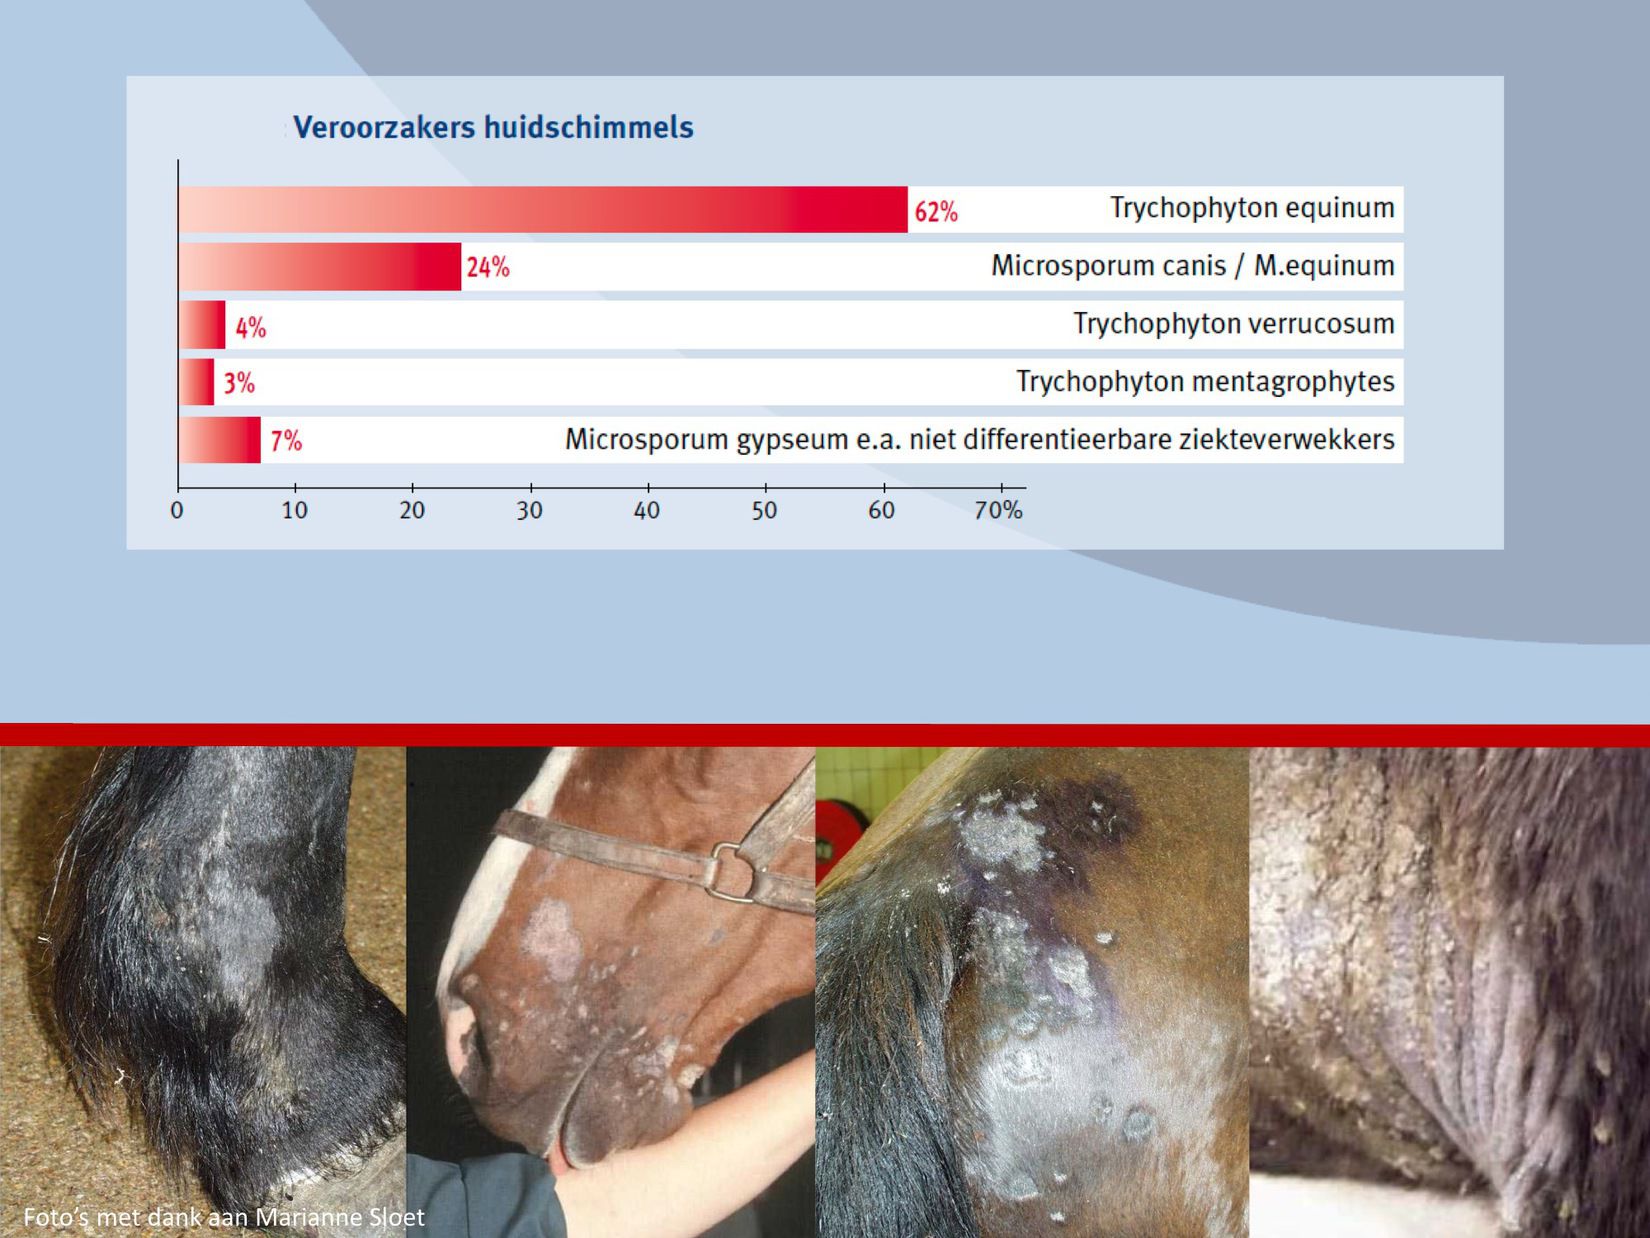 Veroorzakers huidschimmels
62% Trychophyton equinum
24% Microsporum canis / M.equinum
4% Trychophyton verrucosum
3% Trychophyton mentagrophytes
7% Microsporum gypseum e.a. niet differentieerbare ziekteverwekkers
0 10 20 30 40 50 60 70%
Foto's met dank aan Marianne Sloet